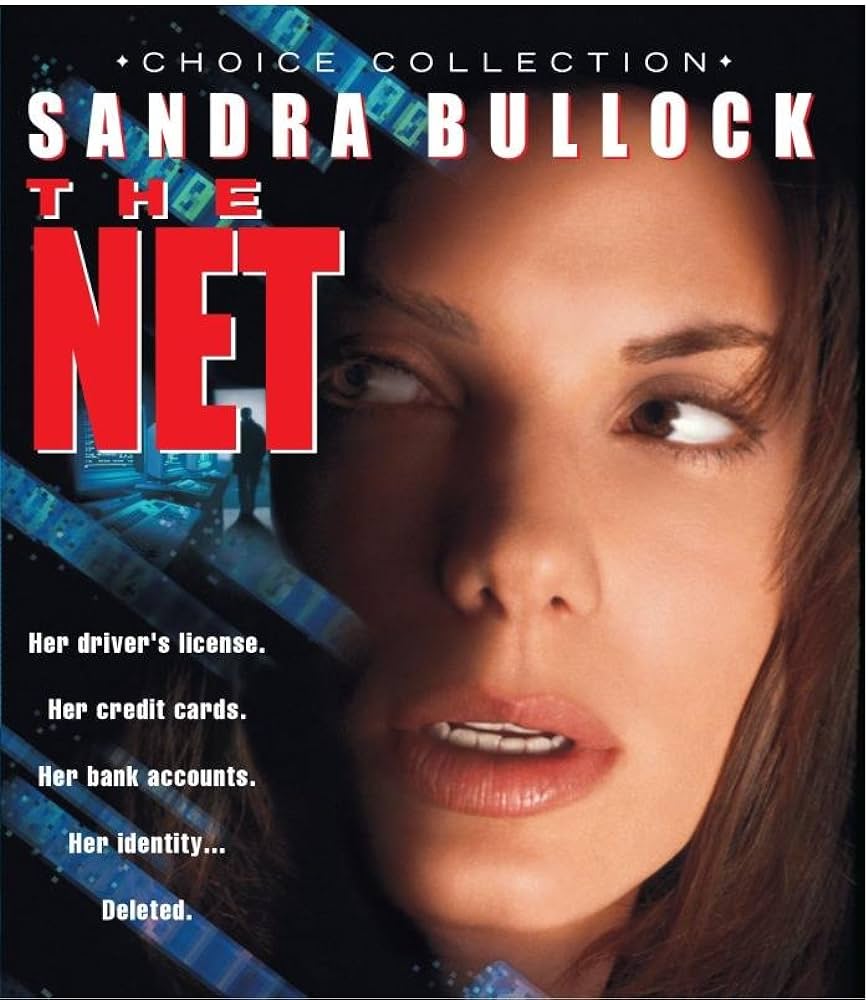 CHOICE COLLECTION
SANDRA BULLOCK
THE
NET
Her driver's license.
Her credit cards.
Her bank accounts.
Her identity...
Deleted.